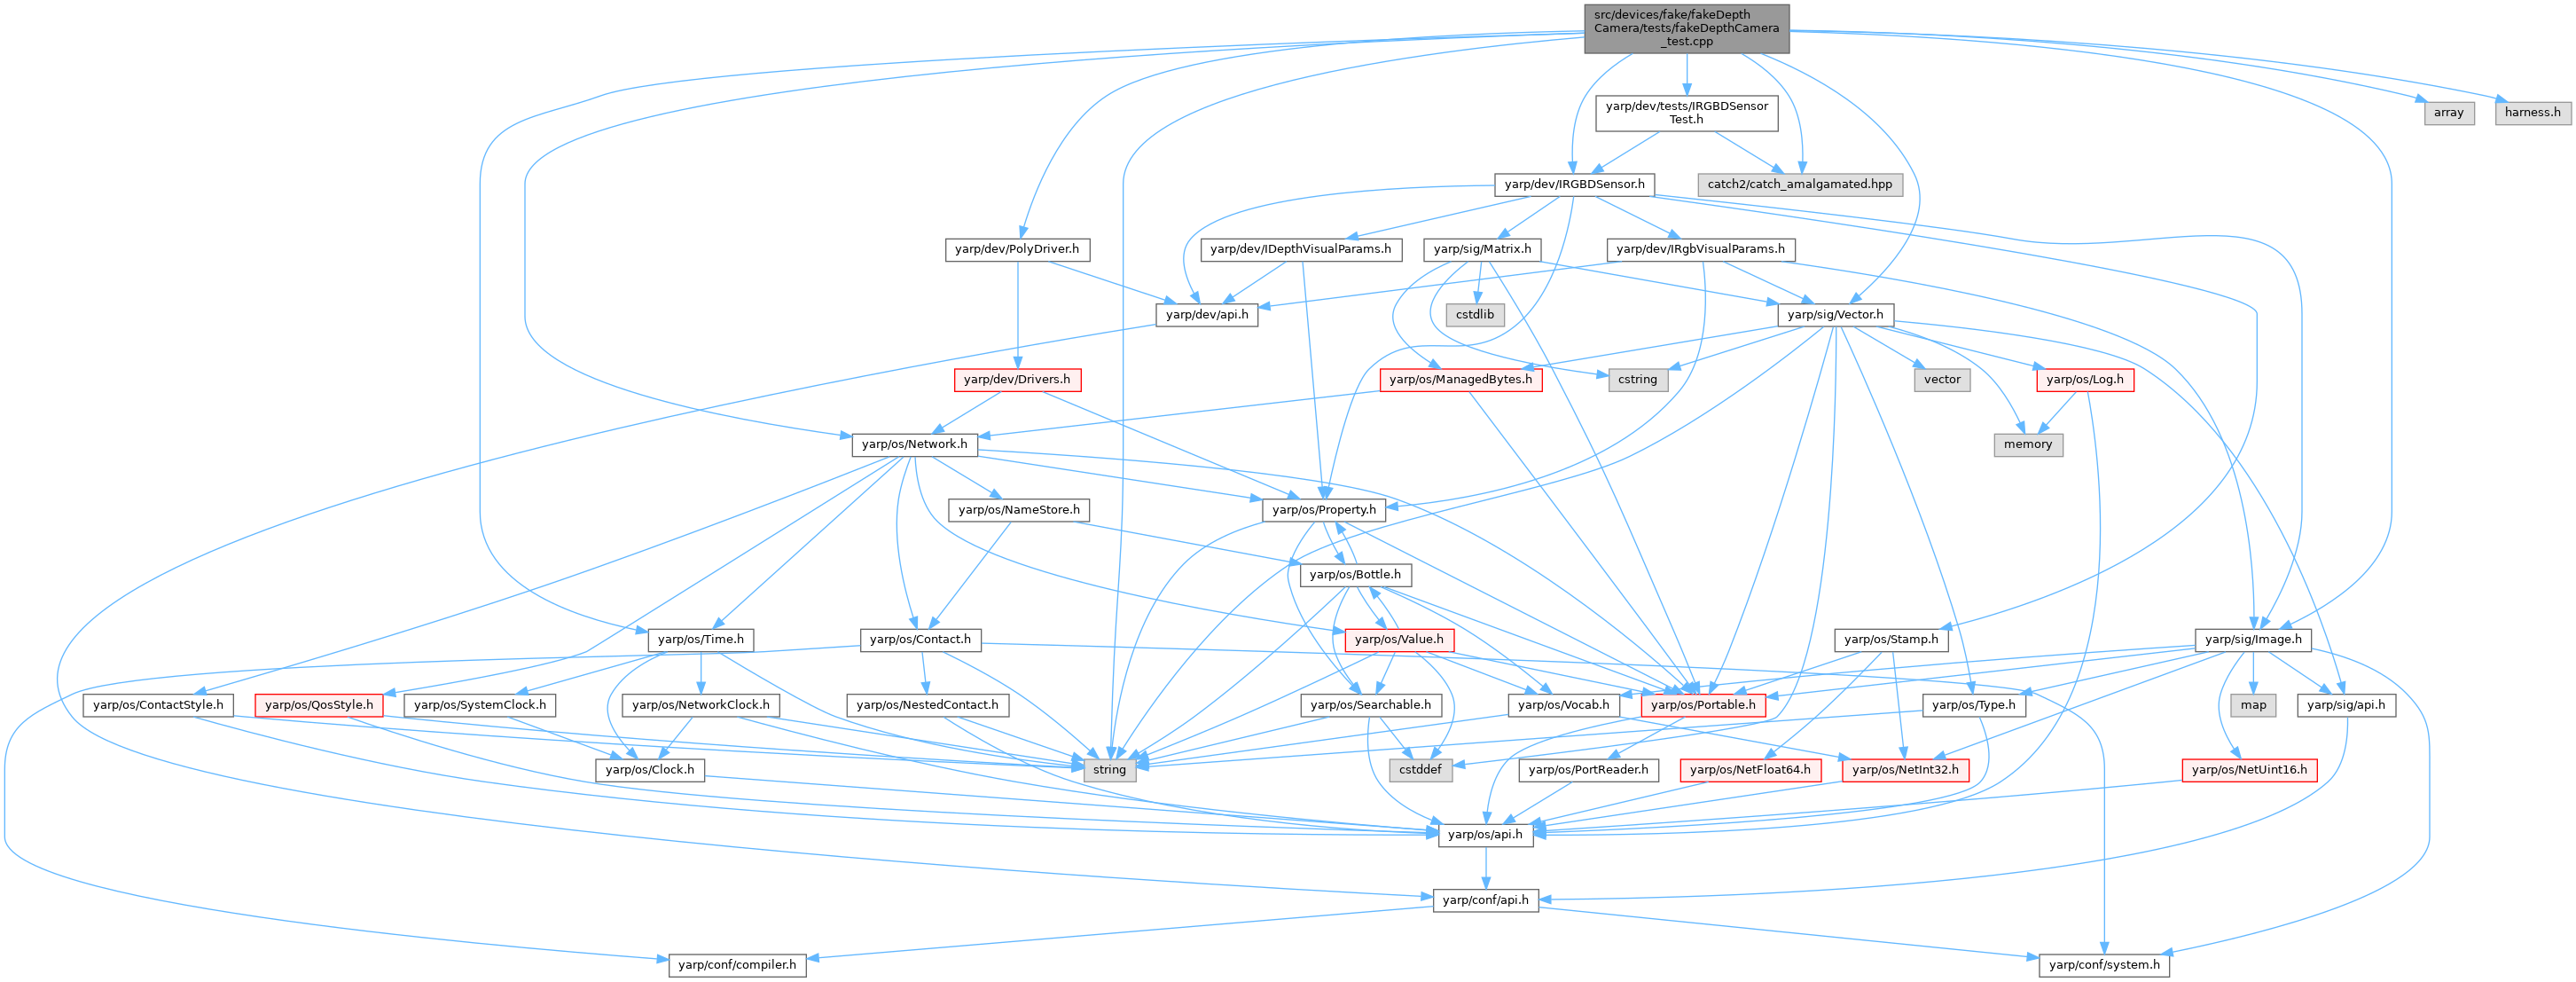 src/devices/fake/fakeDepth
Camera/tests/fakeDepthCamera
_test.cpp
yarp/dev/tests/IRGBDSensor
Test.h
array
harness.h
yarp/dev/IRGBDSensor.h
catch2/catch_amalgamated.hpp
yarp/dev/PolyDriver.h
yarp/dev/IDepthVisualParams.h
yarp/sig/Matrix.h
yarp/dev/IRgbVisualParams.h
yarp/dev/api.h
cstdlib
yarp/sig/Vector.h
yarp/dev/Drivers.h
yarp/os/ManagedBytes.h
cstring
vector
yarp/os/Log.h
yarp/os/Network.h
memory
yarp/os/NameStore.h
yarp/os/Property.h
yarp/os/Bottle.h
yarp/os/Time.h
yarp/os/Contact.h
yarp/os/Value.h
yarp/os/Stamp.h
yarp/sig/Image.h
yarp/os/ContactStyle.h
yarp/os/QosStyle.h
yarp/os/SystemClock.h
yarp/os/NetworkClock.h
yarp/os/NestedContact.h
yarp/os/Searchable.h
yarp/os/Vocab.h
yarp/os/Portable.h
yarp/os/Type.h
map
yarp/sig/api.h
yarp/os/Clock.h
string
cstddef
yarp/os/PortReader.h
yarp/os/NetFloat64.h
yarp/os/NetInt32.h
yarp/os/NetUint16.h
yarp/os/api.h
yarp/conf/api.h
yarp/conf/compiler.h
yarp/conf/system.h